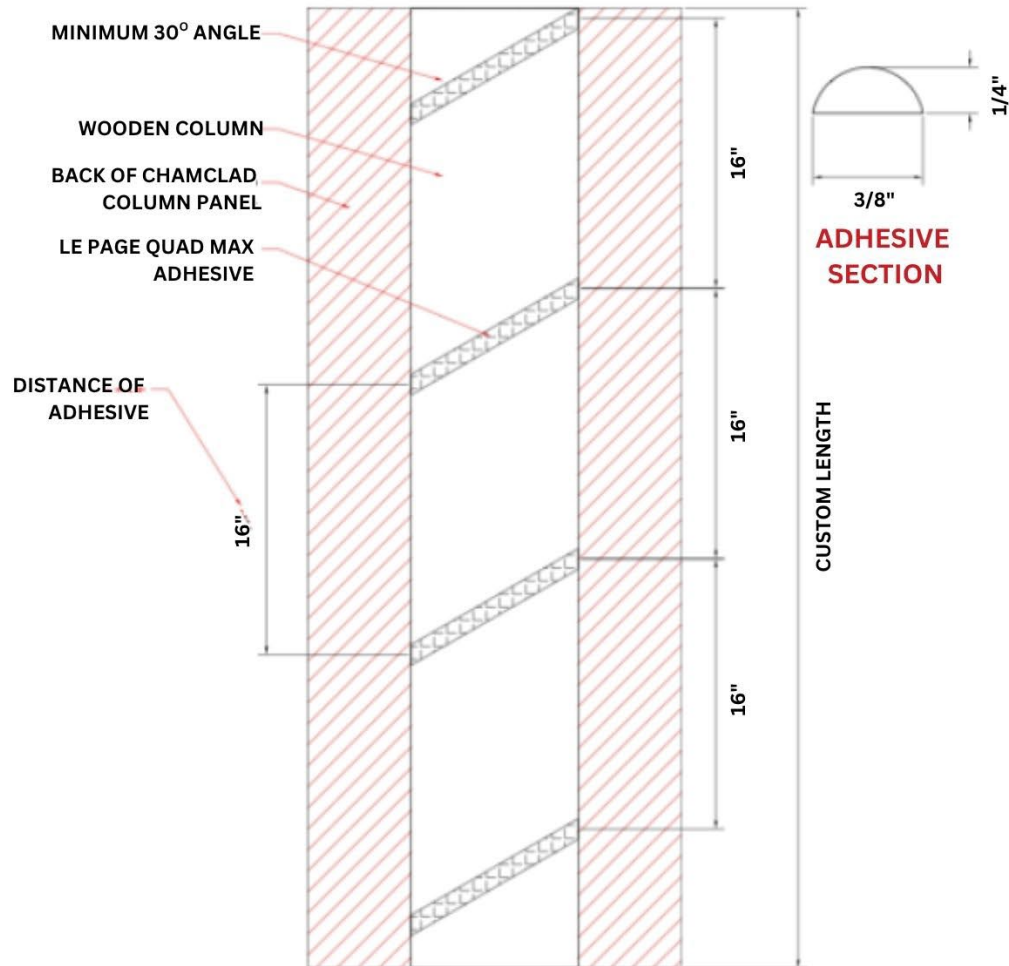 MINIMUM 30° ANGLE
WOODEN COLUMN
BACK OF CHAMCLAD
COLUMN PANEL
LE PAGE QUAD MAX
ADHESIVE
DISTANCE OF
ADHESIVE
16"
16"
16"
16"
CUSTOM LENGTH
1/4"
3/8"
ADHESIVE
SECTION